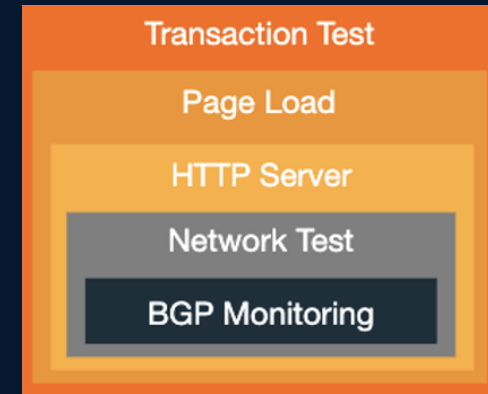 Transaction Test
Page Load
HTTP Server
Network Test
BGP Monitoring